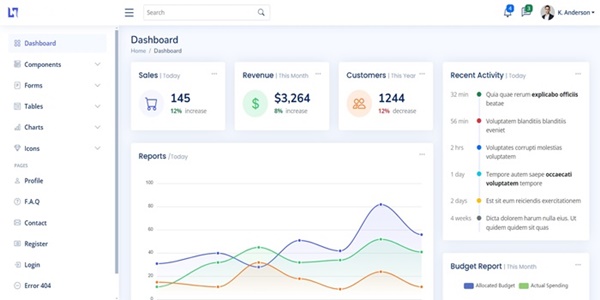 Search
4
3
K. Anderson
Dashboard
Components
Forms
Tables
Charts
Icons
PAGES
Profile
F.A.Q
Contact
Register
Login
Error 404
Dashboard
Home / Dashboard
Sales | Today
145
12% increase
Revenue | This Month
$3,264
8% increase
Customers | This Year
1244
12% decrease
Reports /Today
100
80
60
40
20
0
Recent Activity | Today
32 min
Quia quae rerum explicabo officiis
beatae
56 min
Voluptatem blanditiis blanditiis
eveniet
2 hrs
Voluptates corrupti molestias
voluptatem
1 day
Tempore autem saepe occaecati
voluptatem tempore
2 days
Est sit eum reiciendis exercitationem
4 weeks
Dicta dolorem harum nulla eius. Ut
quidem quidem sit quas
Budget Report | This Month
Allocated Budget
Actual Spending